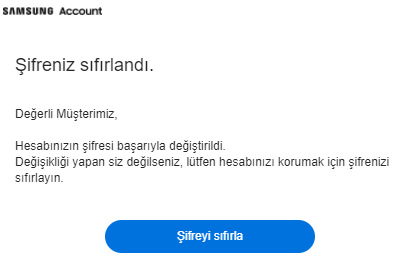 SAMSUNG Account
Şifreniz sıfırlandı.
Değerli Müşterimiz,
Hesabınızın şifresi başarıyla değiştirildi.
Değişikliği yapan siz değilseniz, lütfen hesabınızı korumak için şifrenizi
sıfırlayın.
Şifreyi sıfırla